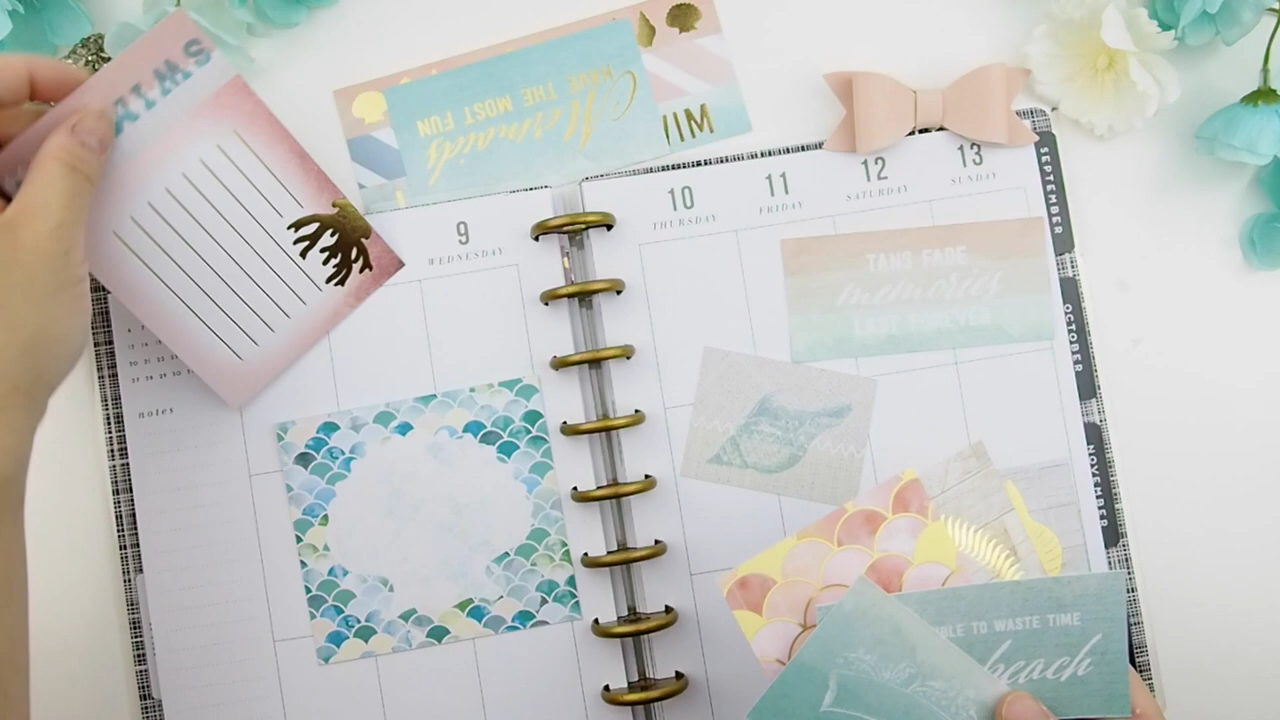 SWIM
Mermaids
HAVE THE MOST FUN
WIM
9
WEDNESDAY
10
THURSDAY
11
FRIDAY
12
SATURDAY
13
SUNDAY
SEPTEMBER
OCTOBER
NOVEMBER
TANS FADE
memories
LAST FOREVER
notes
BLE TO WASTE TIME
beach